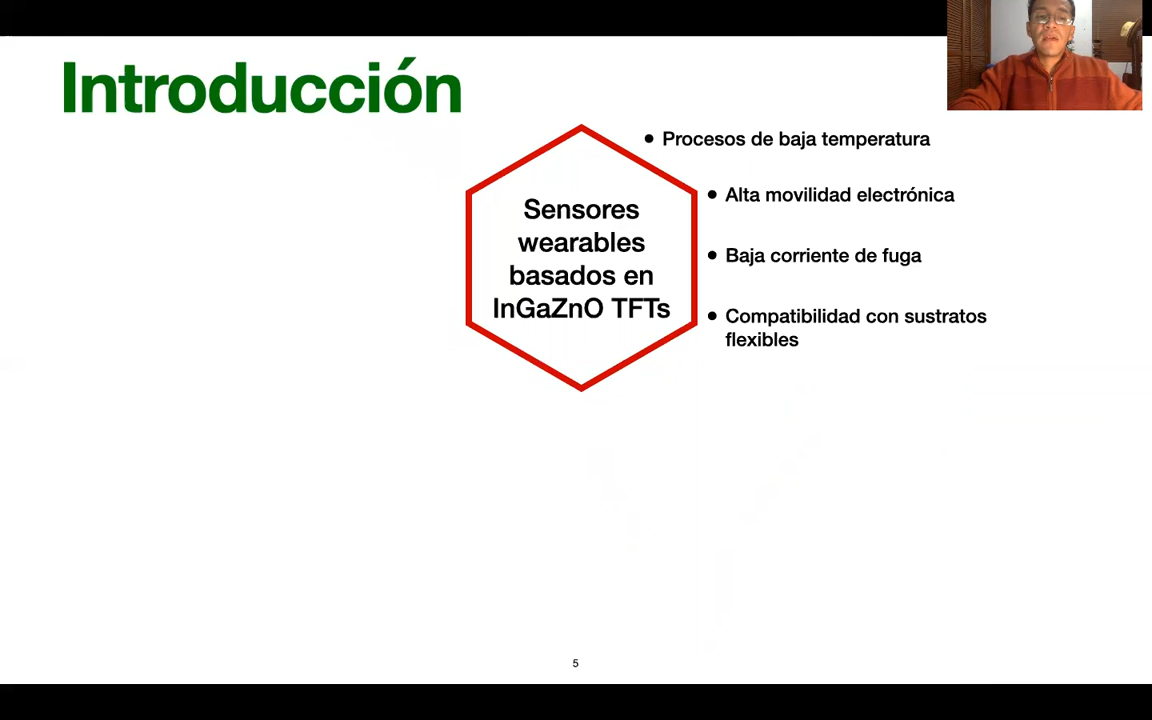 Introducción
• Procesos de baja temperatura
• Alta movilidad electrónica
Sensores
wearables
basados en
InGaZnO TFTs
• Baja corriente de fuga
• Compatibilidad con sustratos
flexibles
5